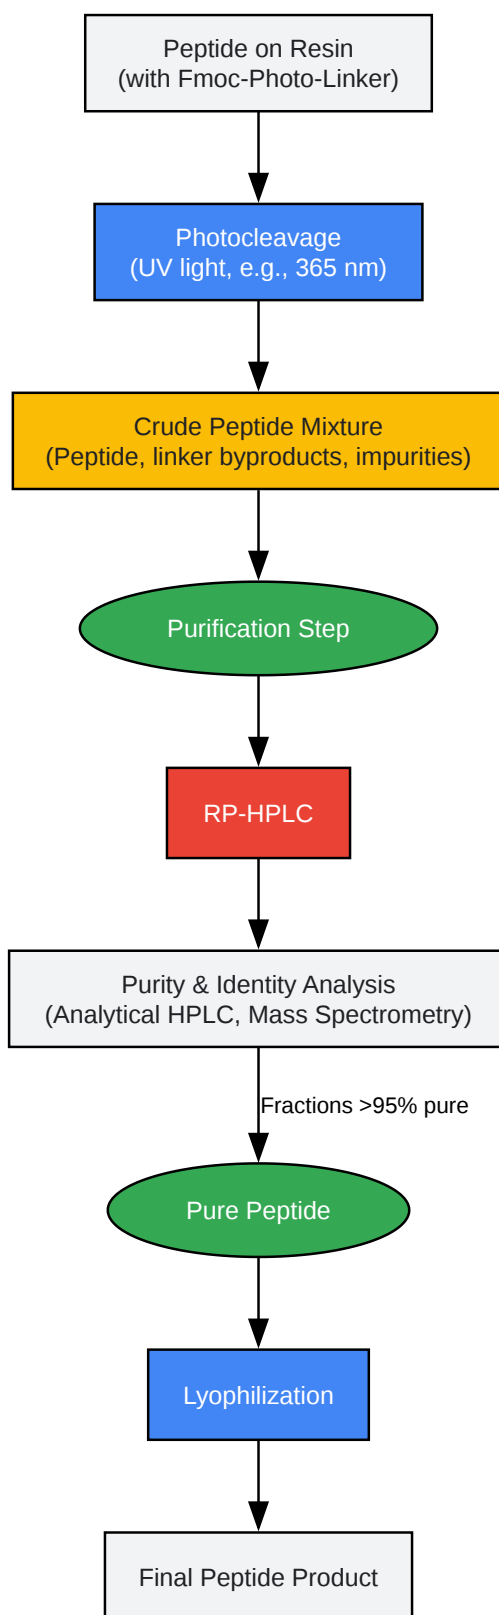 Peptide on Resin
(with Fmoc-Photo-Linker)
Photocleavage
(UV light, e.g., 365 nm)
Crude Peptide Mixture
(Peptide, linker byproducts, impurities)
Purification Step
RP-HPLC
Purity & Identity Analysis
(Analytical HPLC, Mass Spectrometry)
Fractions >95% pure
Pure Peptide
Lyophilization
Final Peptide Product